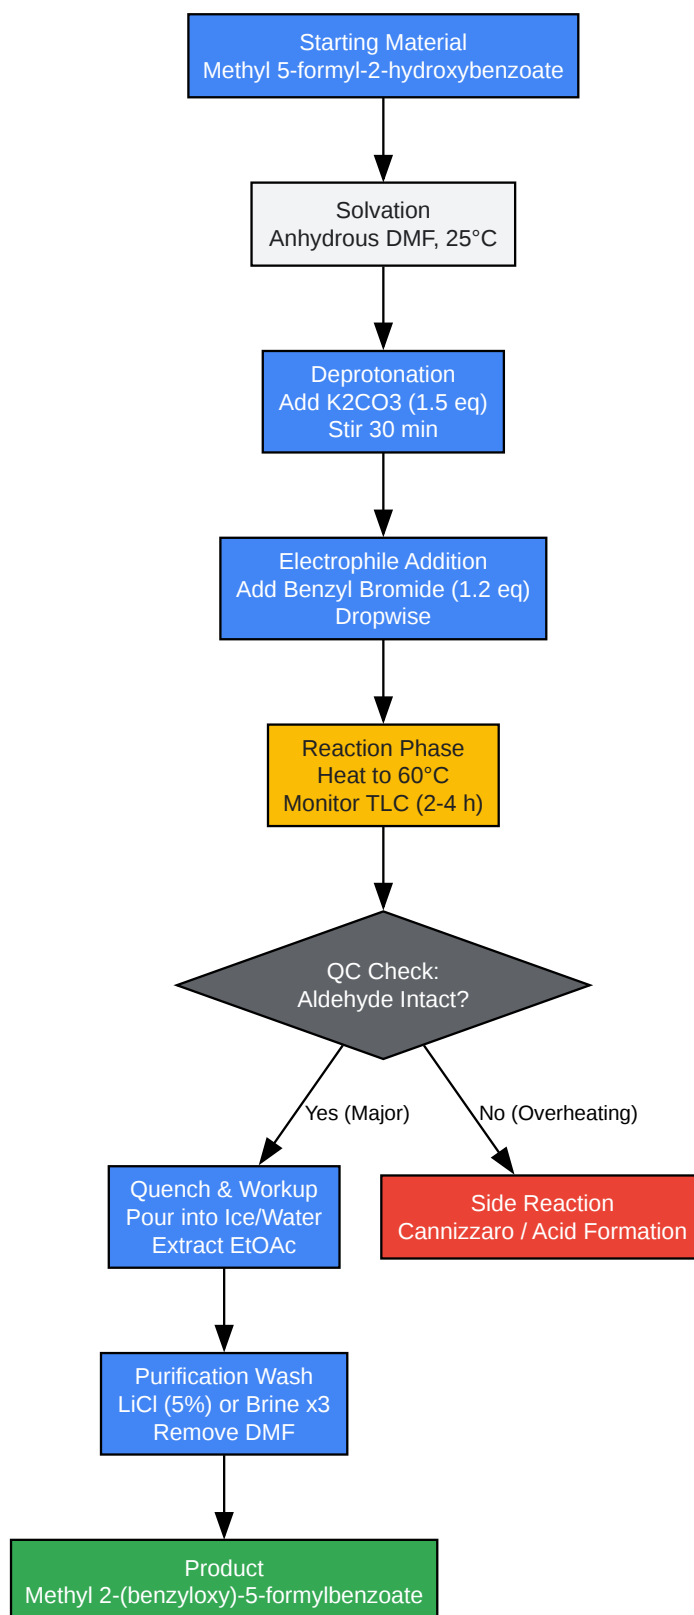 Starting Material
Methyl 5-formyl-2-hydroxybenzoate
Solvation
Anhydrous DMF, 25°C
Deprotonation
Add K2CO3 (1.5 eq)
Stir 30 min
Electrophile Addition
Add Benzyl Bromide (1.2 eq)
Dropwise
Reaction Phase
Heat to 60°C
Monitor TLC (2-4 h)
QC Check:
Aldehyde Intact?
Yes (Major)
No (Overheating)
Quench & Workup
Pour into Ice/Water
Extract EtOAc
Side Reaction
Cannizzaro / Acid Formation
Purification Wash
LiCl (5%) or Brine x3
Remove DMF
Product
Methyl 2-(benzyloxy)-5-formylbenzoate